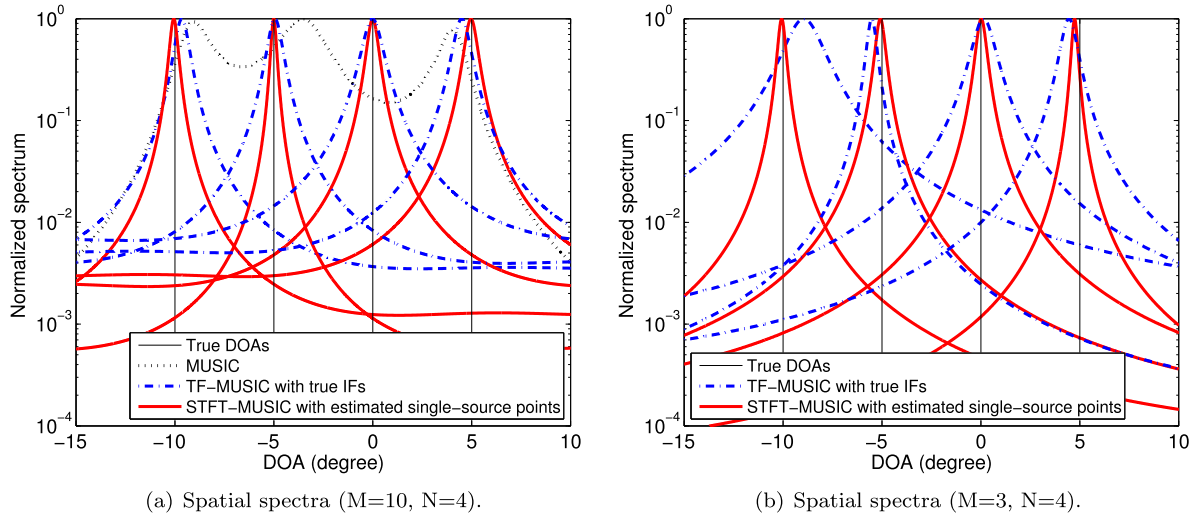 10^0
10^-1
10^-2
10^-3
10^-4
Normalized spectrum
True DOAs
MUSIC
TF-MUSIC with true IFs
STFT-MUSIC with estimated single-source points
-15 -10 -5 0 5 10
DOA (degree)
(a) Spatial spectra (M=10, N=4).
10^0
10^-1
10^-2
10^-3
10^-4
Normalized spectrum
True DOAs
TF-MUSIC with true IFs
STFT-MUSIC with estimated single-source points
-15 -10 -5 0 5 10
DOA (degree)
(b) Spatial spectra (M=3, N=4).